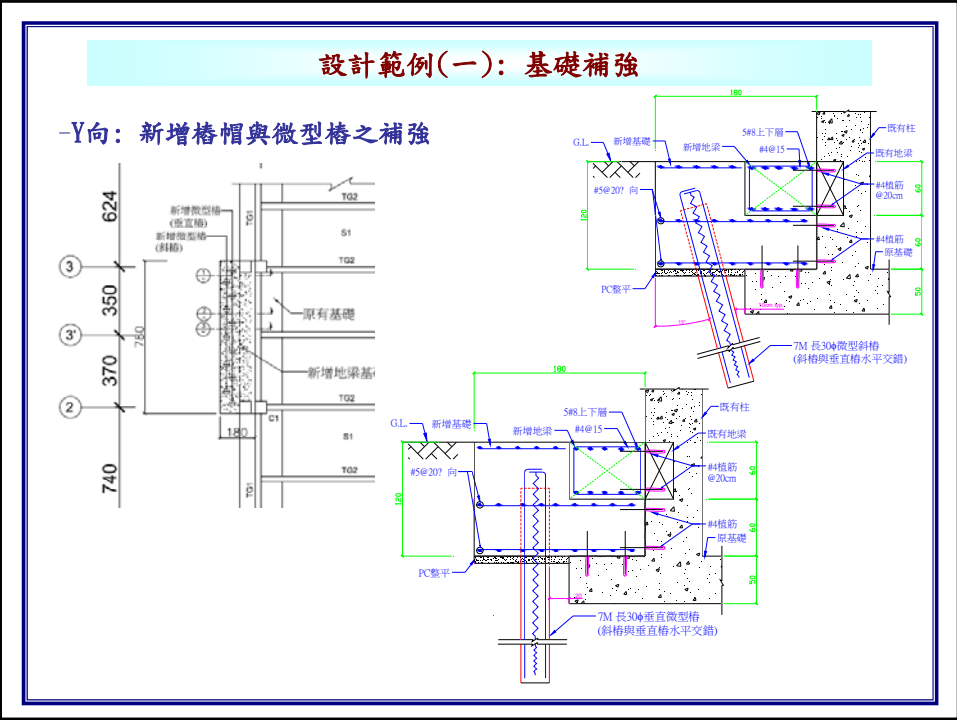 設計範例(一): 基礎補強
-Y向: 新增樁帽與微型樁之補強
624
350
370
740
780
180
3
3'
2
新增微型樁
(垂直樁)
新增微型樁
(斜樁)
TG1
TG2
S1
TG2
原有基礎
新增地梁基
TG2
C1
S1
TG2
TG1
180
G.L.
新增基礎
新增地梁
5#8上下層
#4@15
既有柱
既有地梁
#5@20? 向
#4植筋
@20cm
#4植筋
原基礎
120
60
60
50
PC整平
15°
7M 長30ϕ微型斜樁
(斜樁與垂直樁水平交錯)
180
G.L.
新增基礎
新增地梁
5#8上下層
#4@15
既有柱
既有地梁
#5@20? 向
#4植筋
@20cm
#4植筋
原基礎
180
60
60
50
PC整平
7M 長30ϕ垂直微型樁
(斜樁與垂直樁水平交錯)